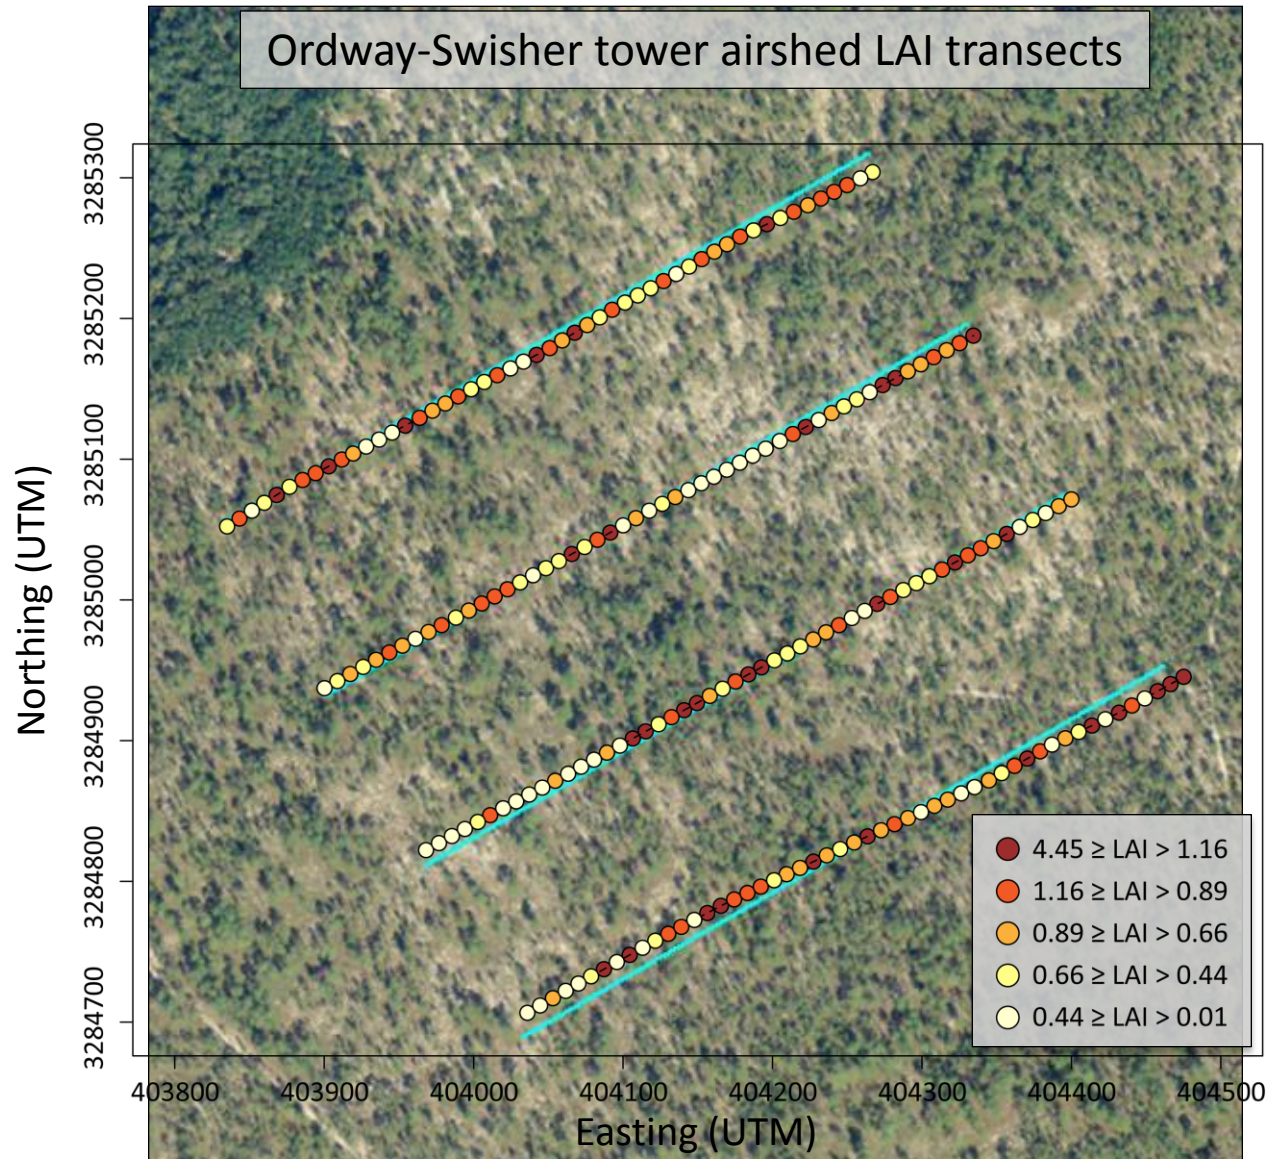 Ordway-Swisher tower airshed LAI transects
Northing (UTM)
3285300
3285200
3285100
3285000
3284900
3284800
3284700
4.45 ≥ LAI > 1.16
1.16 ≥ LAI > 0.89
0.89 ≥ LAI > 0.66
0.66 ≥ LAI > 0.44
0.44 ≥ LAI > 0.01
403800 403900 404000 404100 404200 404300 404400 404500
Easting (UTM)